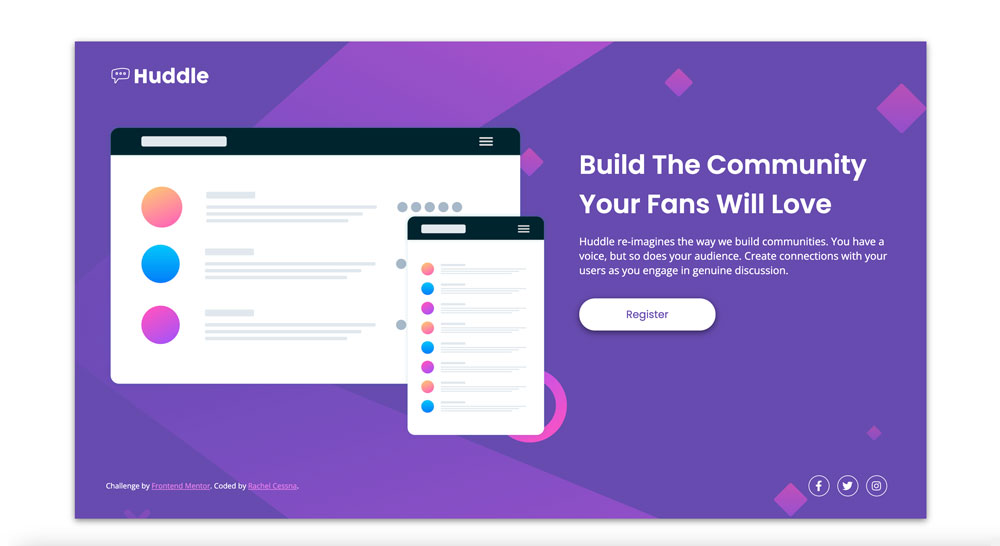 Huddle
Build The Community
Your Fans Will Love
Huddle re-imagines the way we build communities. You have a
voice, but so does your audience. Create connections with your
users as you engage in genuine discussion.
Register
Challenge by Frontend Mentor. Coded by Rachel Cessna.